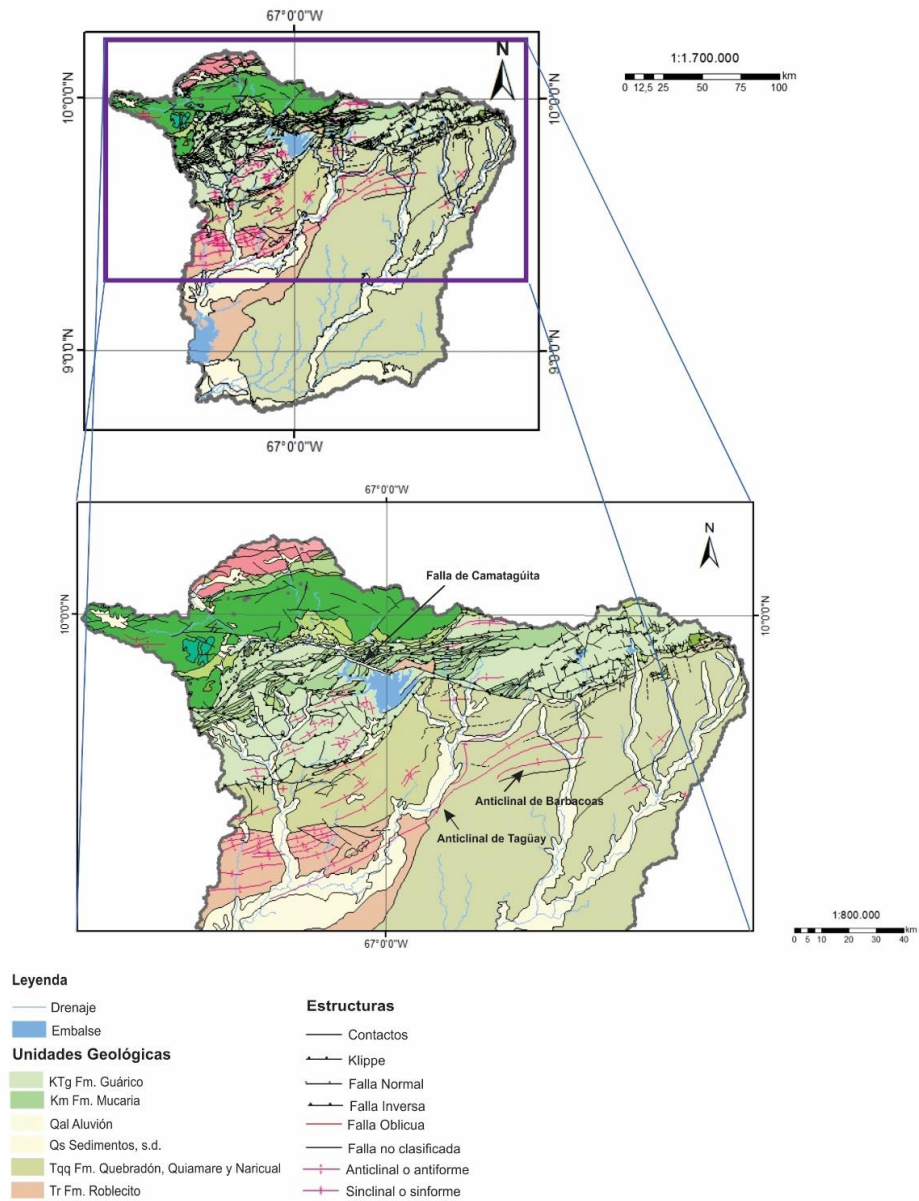 67°0'0"W
N
1:1.700.000
0 12,5 25 50 75 100 km
10°0'0"N
10°0'0"N
9°0'0"N
9°0'0"N
67°0'0"W
67°0'0"W
N
Falla de Camatagúita
10°0'0"N
10°0'0"N
Anticlinal de Barbacoas
Anticlinal de Tagüay
67°0'0"W
1:800.000
0 5 10 20 30 40 km
Leyenda
Drenaje
Embalse
Unidades Geológicas
KTg Fm. Guárico
Km Fm. Mucaria
Qal Aluvión
Qs Sedimentos, s.d.
Tqq Fm. Quebradón, Quiamare y Naricual
Tr Fm. Roblecito
Estructuras
Contactos
Klippe
Falla Normal
Falla Inversa
Falla Oblicua
Falla no clasificada
Anticlinal o antiforme
Sinclinal o sinforme